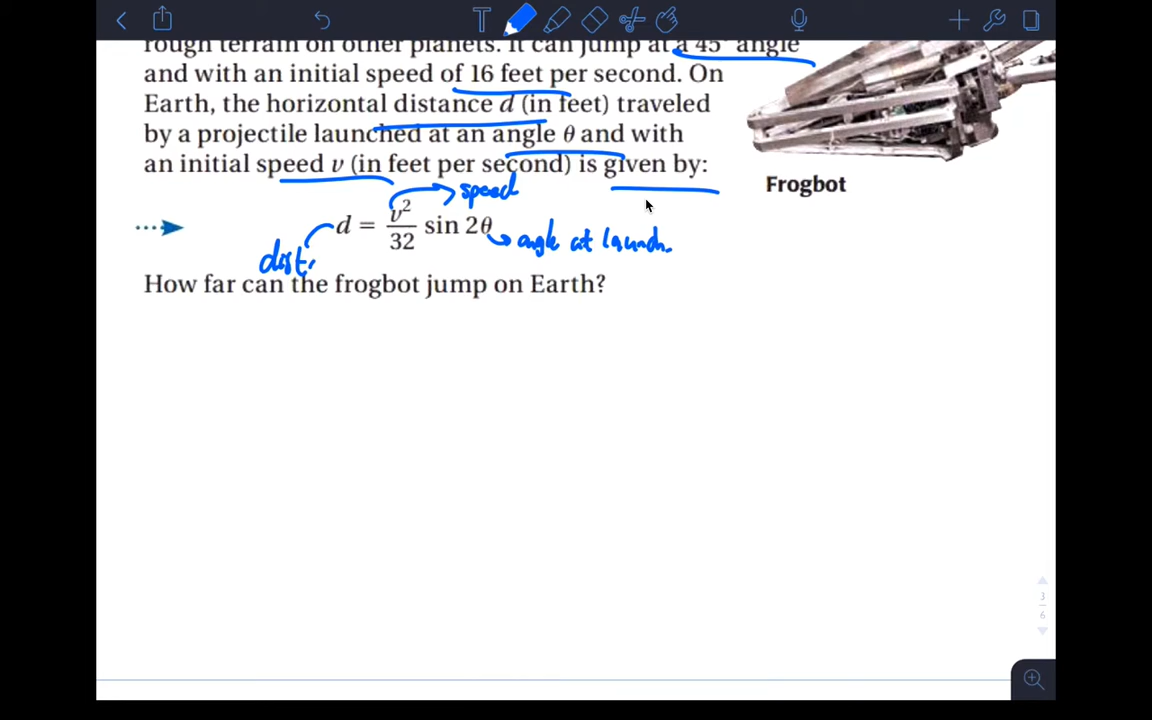 rough terrain on other planets. It can jump at a 45° angle
and with an initial speed of 16 feet per second. On
Earth, the horizontal distance d (in feet) traveled
by a projectile launched at an angle θ and with
an initial speed v (in feet per second) is given by:
Frogbot
speed
d = v²/32 sin 2θ
angle at launch.
dist.
How far can the frogbot jump on Earth?
3
6